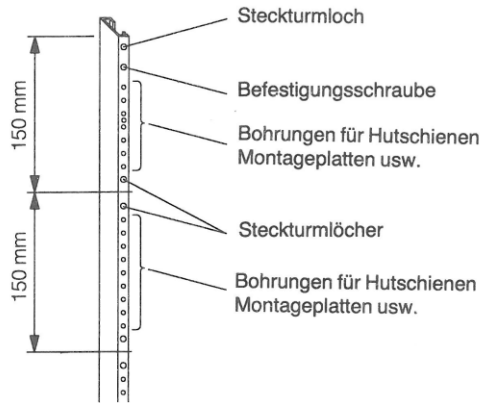 Steckturmloch
Befestigungsschraube
150 mm
Bohrungen für Hutschienen
Montageplatten usw.
Steckturmlöcher
150 mm
Bohrungen für Hutschienen
Montageplatten usw.